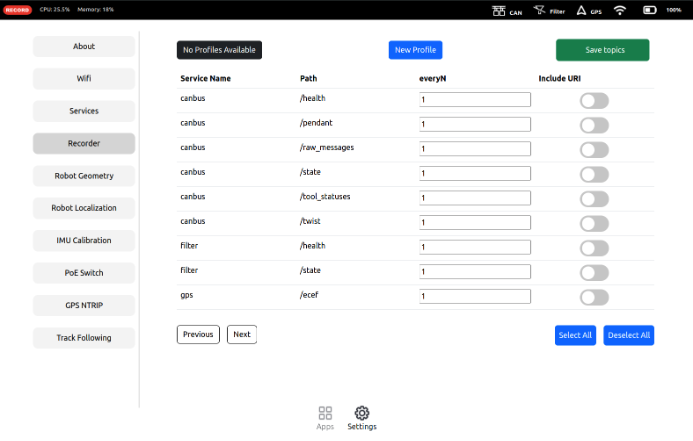 RECORD CPU: 25.5% Memory: 18% CAN Filter GPS 100%
About
Wifi
Services
Recorder
Robot Geometry
Robot Localization
IMU Calibration
PoE Switch
GPS NTRIP
Track Following
No Profiles Available New Profile Save topics
Service Name Path everyN Include URI
canbus /health 1
canbus /pendant 1
canbus /raw_messages 1
canbus /state 1
canbus /tool_statuses 1
canbus /twist 1
filter /health 1
filter /state 1
gps /ecef 1
Previous Next Select All Deselect All
Apps Settings